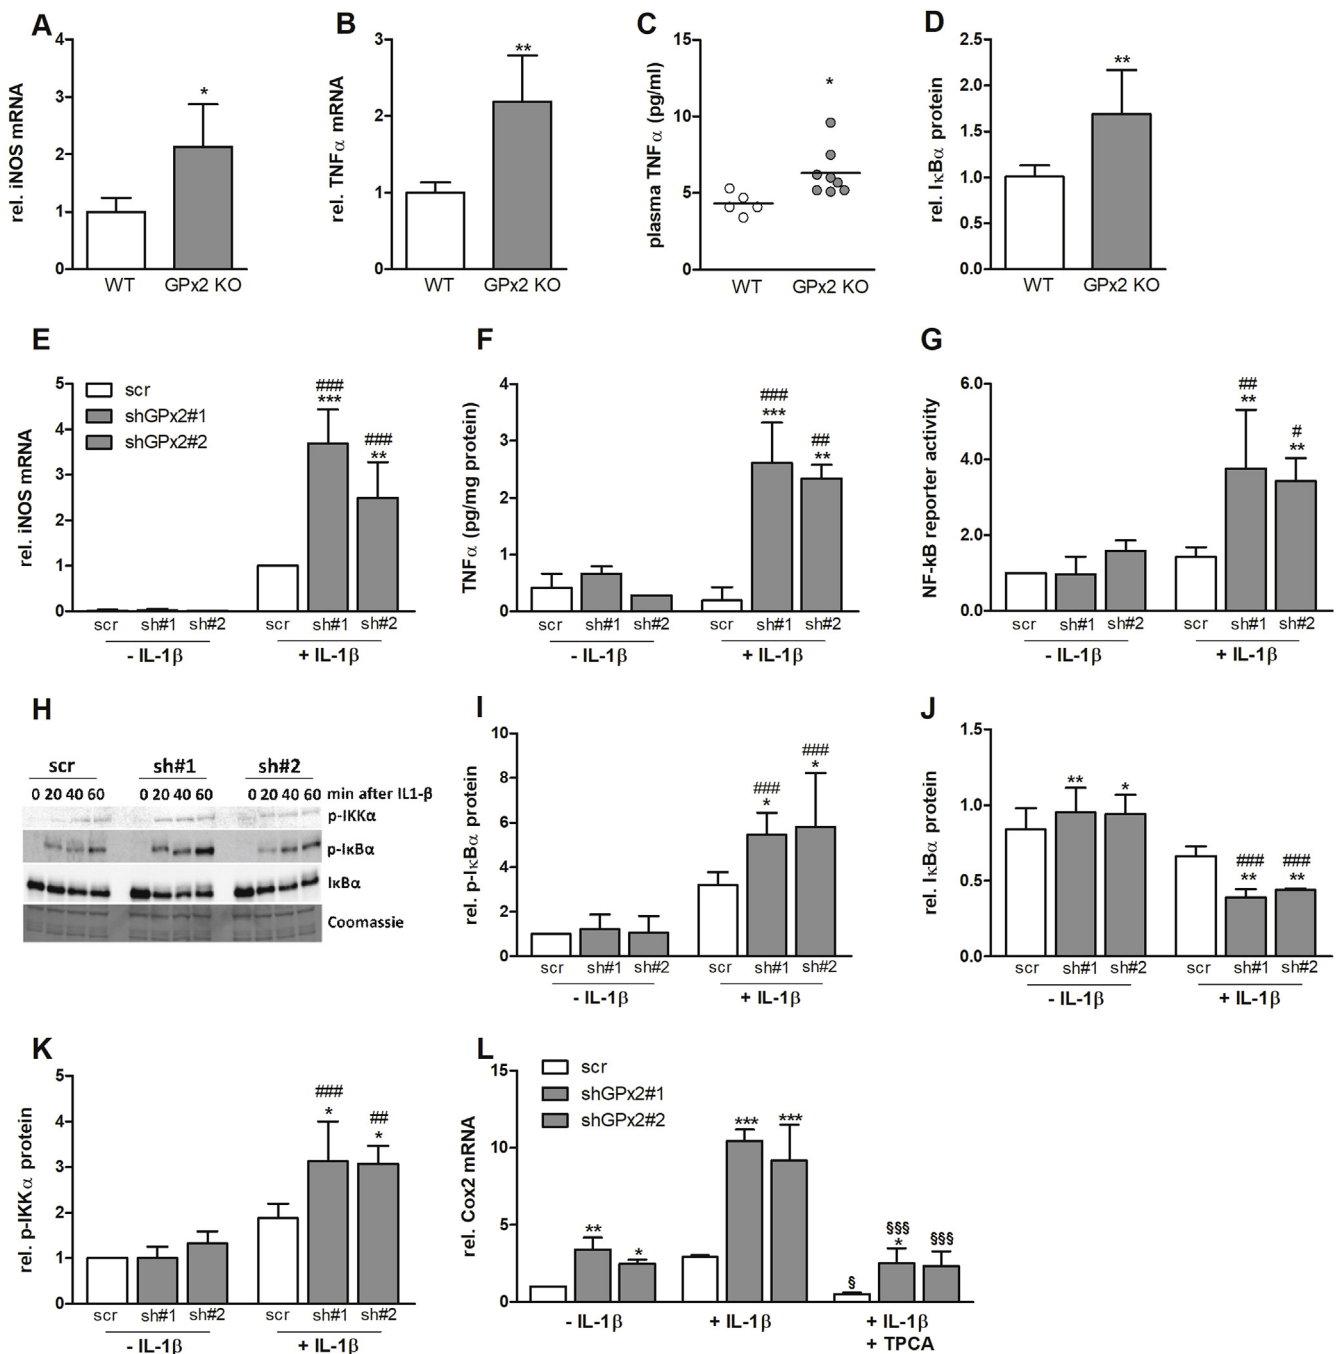 A
rel. iNOS mRNA
4
3
2
1
0
*
WT
GPx2 KO
B
rel. TNFα mRNA
3
2
1
0
**
WT
GPx2 KO
C
plasma TNFα (pg/ml)
15
10
5
0
*
WT
GPx2 KO
D
rel. IκBα protein
2.5
2.0
1.5
1.0
0.5
0.0
**
WT
GPx2 KO
E
rel. iNOS mRNA
5
4
3
2
1
0
scr
shGPx2#1
shGPx2#2
###
***
###
**
scr sh#1 sh#2 scr sh#1 sh#2
- IL-1β + IL-1β
F
TNFα (pg/mg protein)
4
3
2
1
0
###
***
##
**
scr sh#1 sh#2 scr sh#1 sh#2
- IL-1β + IL-1β
G
NF-kB reporter activity
6.0
4.0
2.0
0.0
##
**
#
**
scr sh#1 sh#2 scr sh#1 sh#2
- IL-1β + IL-1β
H
scr sh#1 sh#2
0 20 40 60 0 20 40 60 0 20 40 60 min after IL1-β
p-IKKα
p-IκBα
IκBα
Coomassie
I
rel. p-IκBα protein
10
8
6
4
2
0
###
*
###
*
scr sh#1 sh#2 scr sh#1 sh#2
- IL-1β + IL-1β
J
rel. IκBα protein
1.5
1.0
0.5
0.0
**
*
###
**
###
**
scr sh#1 sh#2 scr sh#1 sh#2
- IL-1β + IL-1β
K
rel. p-IKKα protein
5
4
3
2
1
0
###
*
##
*
scr sh#1 sh#2 scr sh#1 sh#2
- IL-1β + IL-1β
L
rel. Cox2 mRNA
15
10
5
0
scr
shGPx2#1
shGPx2#2
**
*
***
***
§
§§§
*
§§§
- IL-1β + IL-1β + IL-1β
+ TPCA